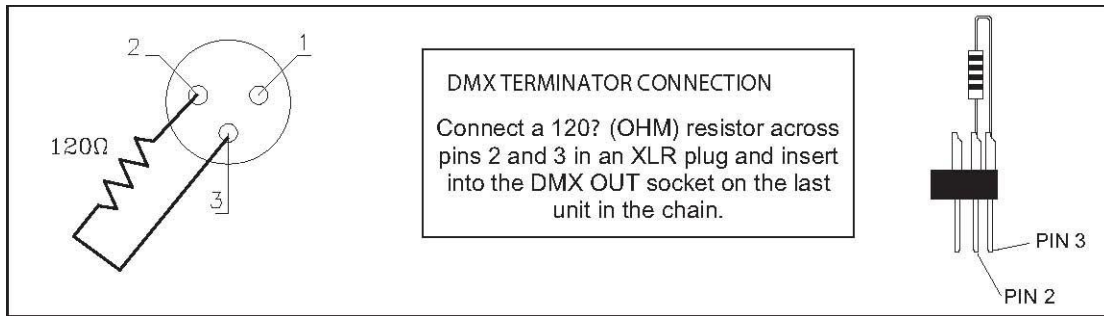 2
1
120Ω
3
DMX TERMINATOR CONNECTION
Connect a 120? (OHM) resistor across
pins 2 and 3 in an XLR plug and insert
into the DMX OUT socket on the last
unit in the chain.
PIN 3
PIN 2